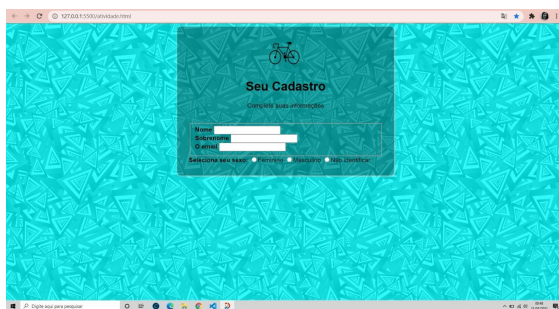 127.0.0.1:5500/atividado.html
Seu Cadastro
Complete suas informações
Nome
Sobrenome
O email
Seleciona seu sexo: Feminino Masculino Não identificar
Digite aqui para pesquisar